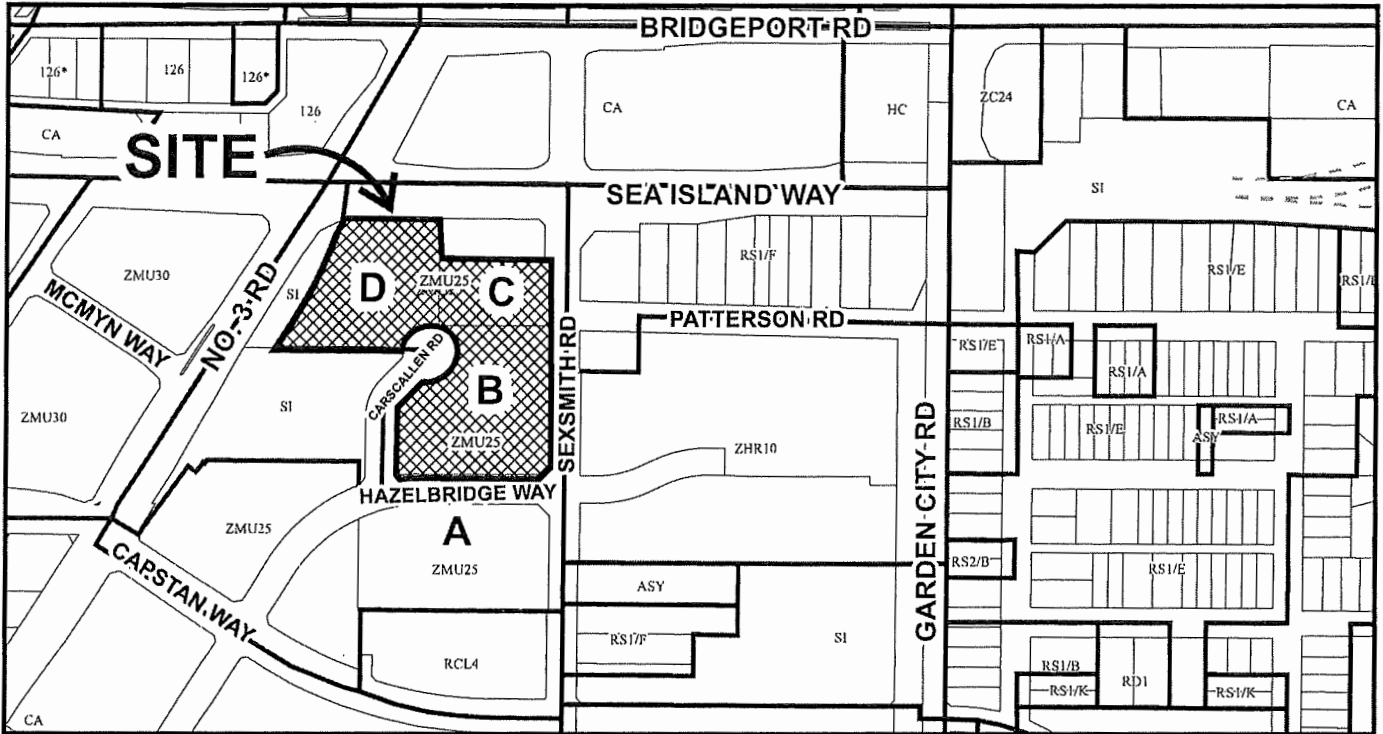 BRIDGEPORT RD
126*
126
126*
126
CA
HC
ZC24
CA
CA
SITE
SEA ISLAND WAY
SI
ZMU30
MCMYN WAY
NO. 3 RD
SI
D
ZMU25
C
RS1/F
RS1/E
PATTERSON RD
CARSCALLEN RD
SEXSMITH RD
RS1/E
RS1/A
RS1/A
ZMU30
SI
B
ZMU25
ZHR10
GARDEN CITY RD
RS1/B
RS1/E
ASY
RS1/A
HAZELBRIDGE WAY
ZMU25
A
ZMU25
CAPSTAN WAY
ASY
RS2/B
RS1/E
RS1/F
SI
RCL4
RS1/B
RS1/K
RD1
RS1/K
CA